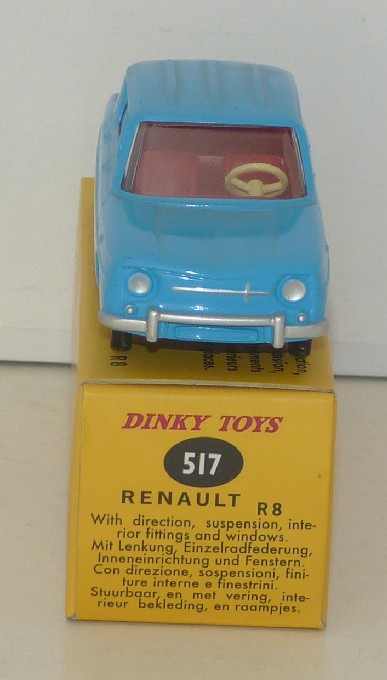 R8
DINKY TOYS
517
RENAULT R8
With direction, suspension, inte-
rior fittings and windows.
Mit Lenkung, Einzelradfederung,
Inneneinrichtung und Fenstern.
Con direzione, sospensioni, fini-
ture interne e finestrini.
Stuurbaar, en met vering, inte-
rieur bekleding, en raampjes.